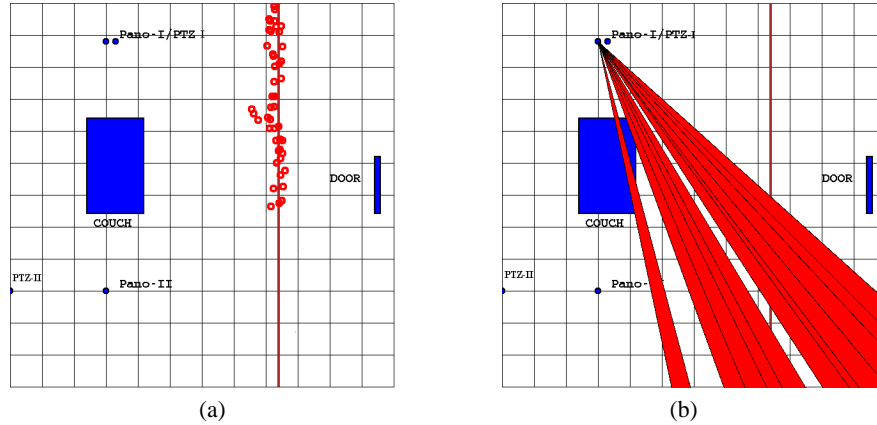 Pano-I/PTZ-I
DOOR
COUCH
PTZ-II
Pano-II
(a)
Pano-I/PTZ-I
DOOR
COUCH
PTZ-II
Pano-
(b)